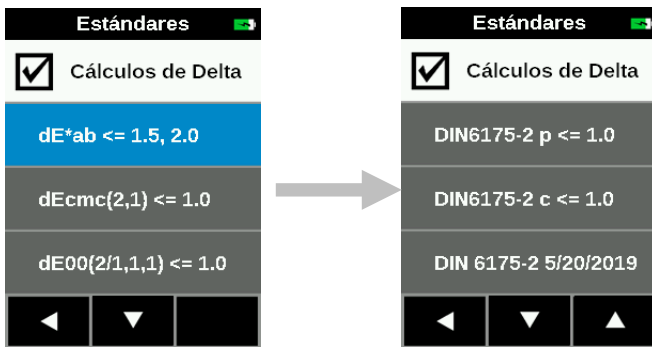 Estándares
Cálculos de Delta
dE*ab <= 1.5, 2.0
dEcmc(2,1) <= 1.0
dE00(2/1,1,1) <= 1.0
Estándares
Cálculos de Delta
DIN6175-2 p <= 1.0
DIN6175-2 c <= 1.0
DIN 6175-2 5/20/2019